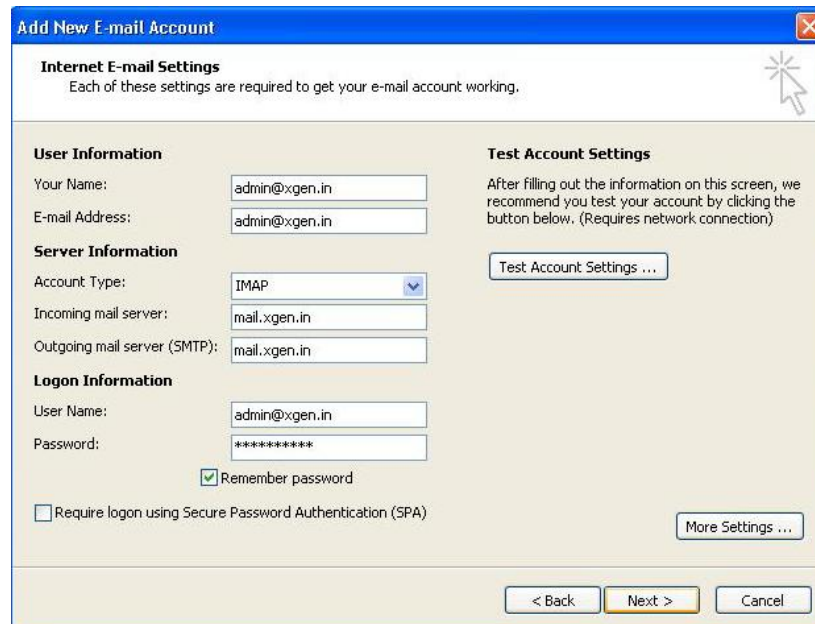 Add New E-mail Account
Internet E-mail Settings
Each of these settings are required to get your e-mail account working.
User Information
Your Name:
admin@xgen.in
E-mail Address:
admin@xgen.in
Server Information
Account Type:
IMAP
Incoming mail server:
mail.xgen.in
Outgoing mail server (SMTP):
mail.xgen.in
Logon Information
User Name:
admin@xgen.in
Password:
**********
Remember password
Require logon using Secure Password Authentication (SPA)
Test Account Settings
After filling out the information on this screen, we
recommend you test your account by clicking the
button below. (Requires network connection)
Test Account Settings ...
More Settings ...
< Back
Next >
Cancel